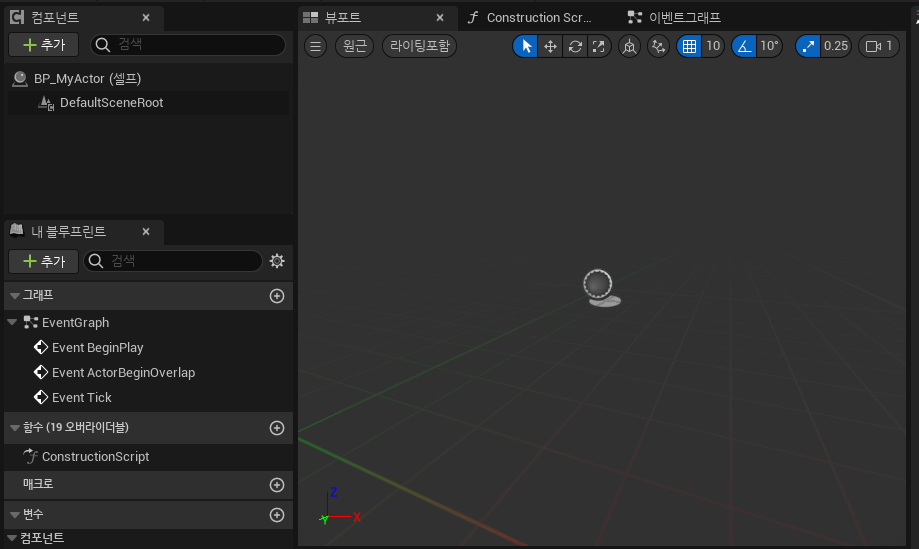 컴포넌트
추가
검색
BP_MyActor (셀프)
DefaultSceneRoot
내 블루프린트
추가
검색
그래프
EventGraph
Event BeginPlay
Event ActorBeginOverlap
Event Tick
함수 (19 오버라이더블)
ConstructionScript
매크로
변수
컴포넌트
뷰포트
Construction Scr...
이벤트그래프
원근
라이팅포함
10
10°
0.25
1
Z
X
Y